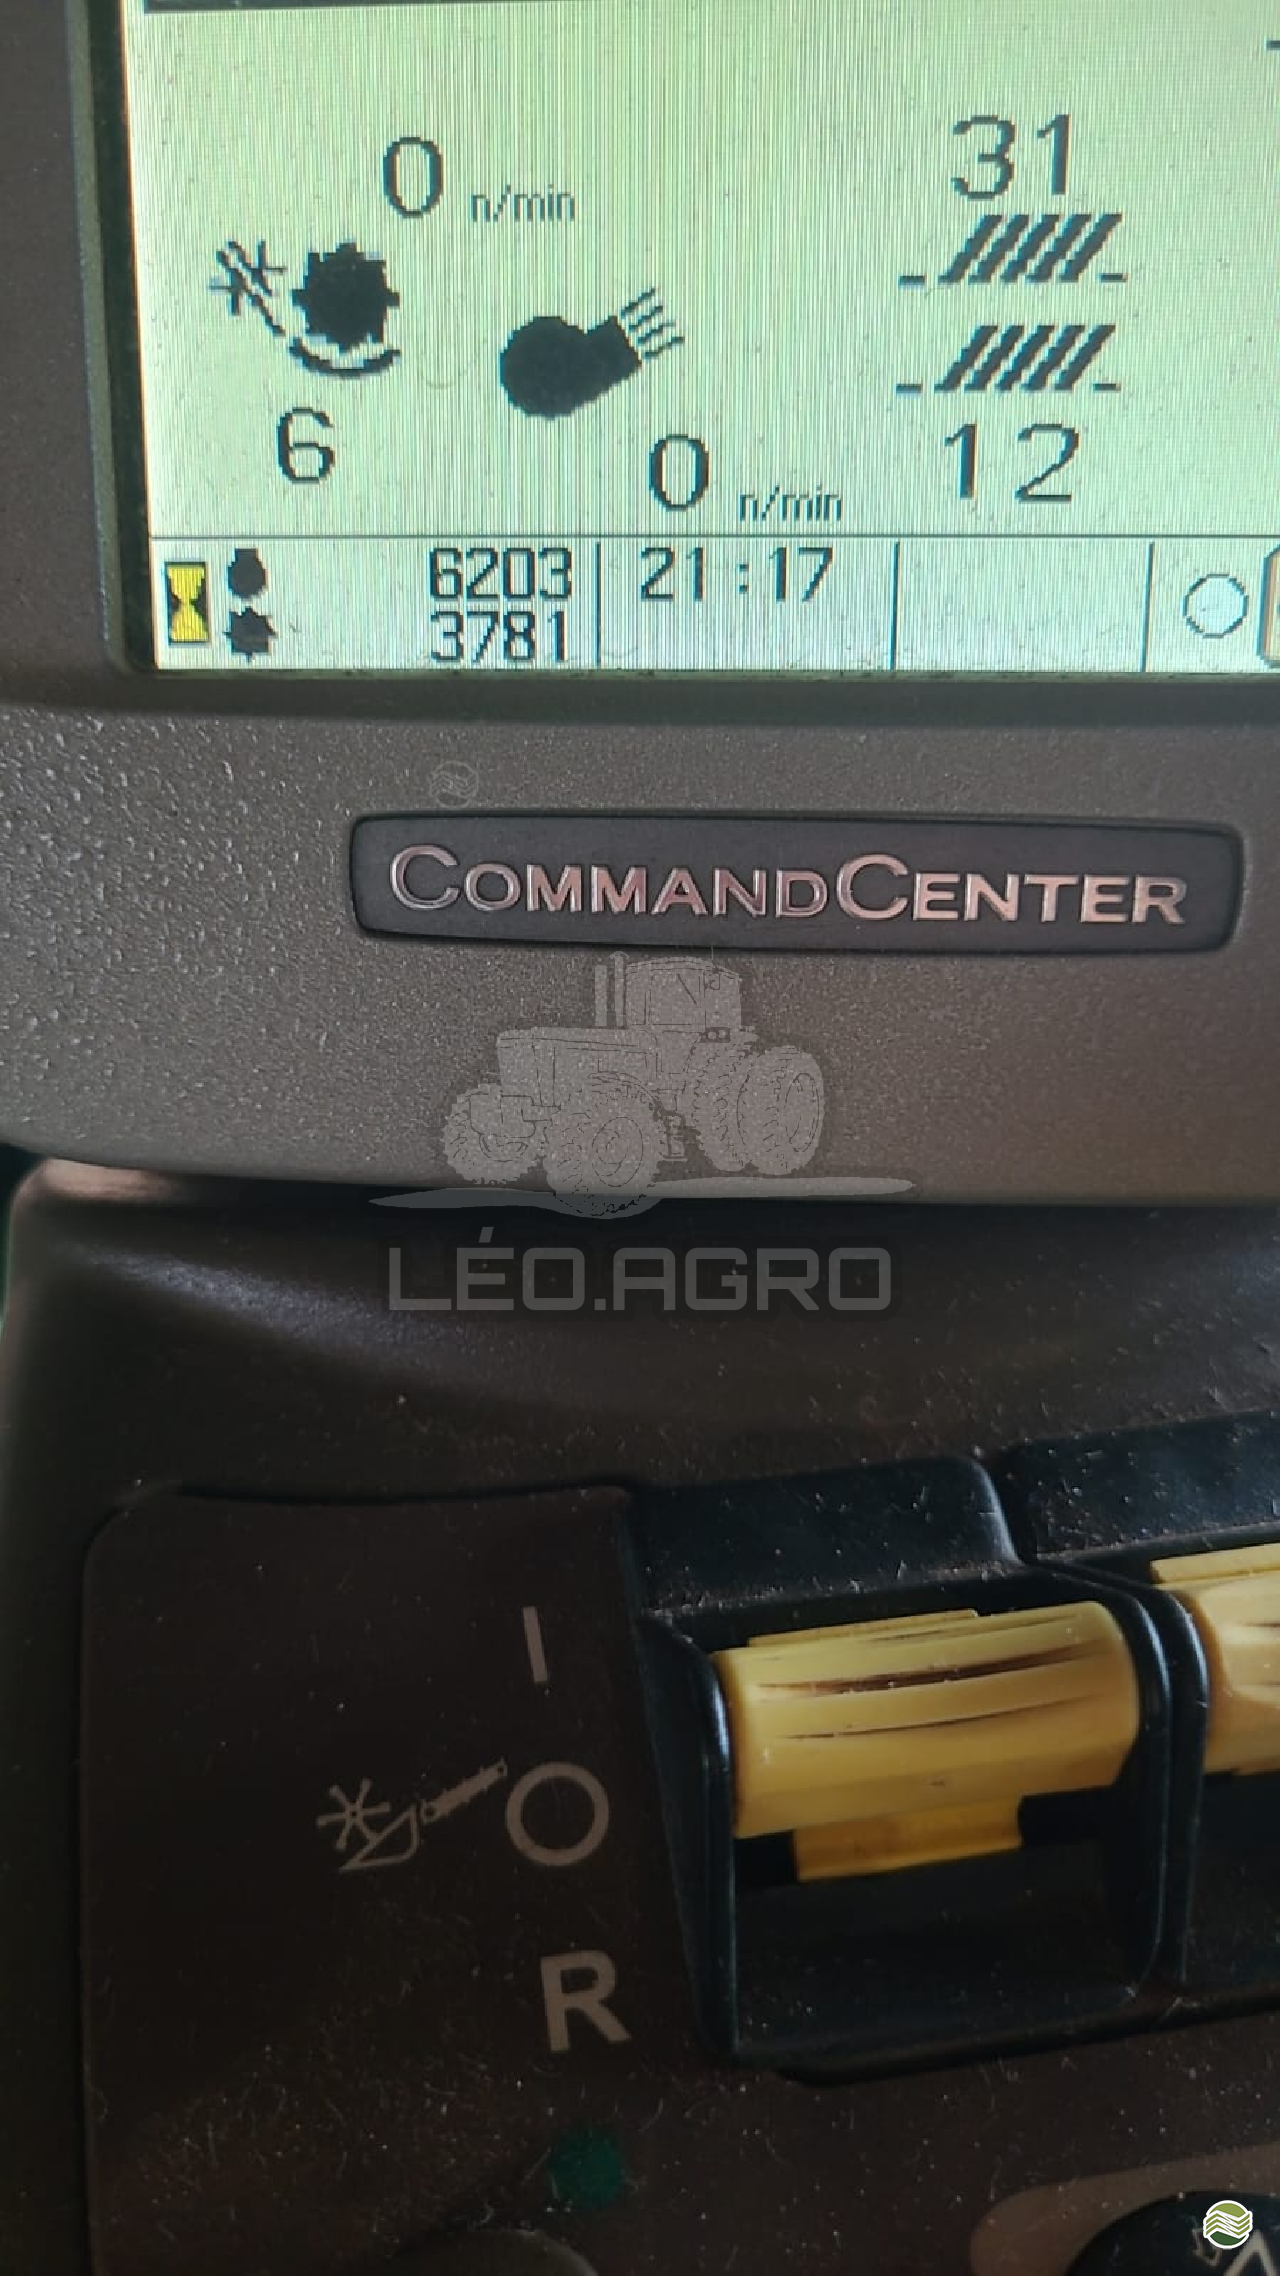 0 n/min
31
6
0 n/min
12
6203
21:17
3781
COMMANDCENTER
LÉO.AGRO
I
O
R